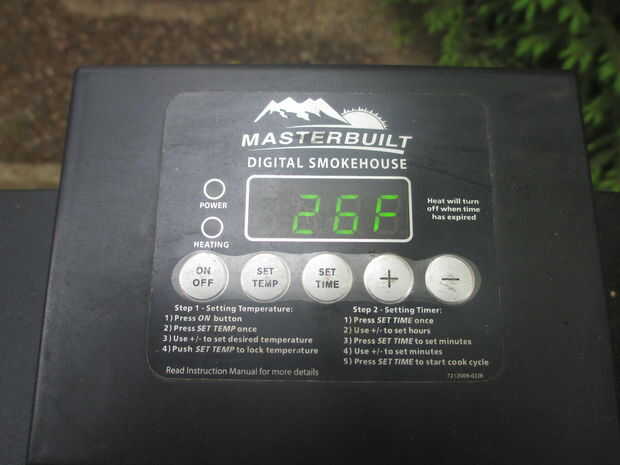 MASTERBUILT
DIGITAL SMOKEHOUSE
POWER
HEATING
26F
Heat will turn
off when time
has expired
ON
OFF
SET
TEMP
SET
TIME
+
−
Step 1 - Setting Temperature:
1) Press ON button
2) Press SET TEMP once
3) Use +/- to set desired temperature
4) Push SET TEMP to lock temperature
Read Instruction Manual for more details
Step 2 - Setting Timer:
1) Press SET TIME once
2) Use +/- to set hours
3) Press SET TIME to set minutes
4) Use +/- to set minutes
5) Press SET TIME to start cook cycle